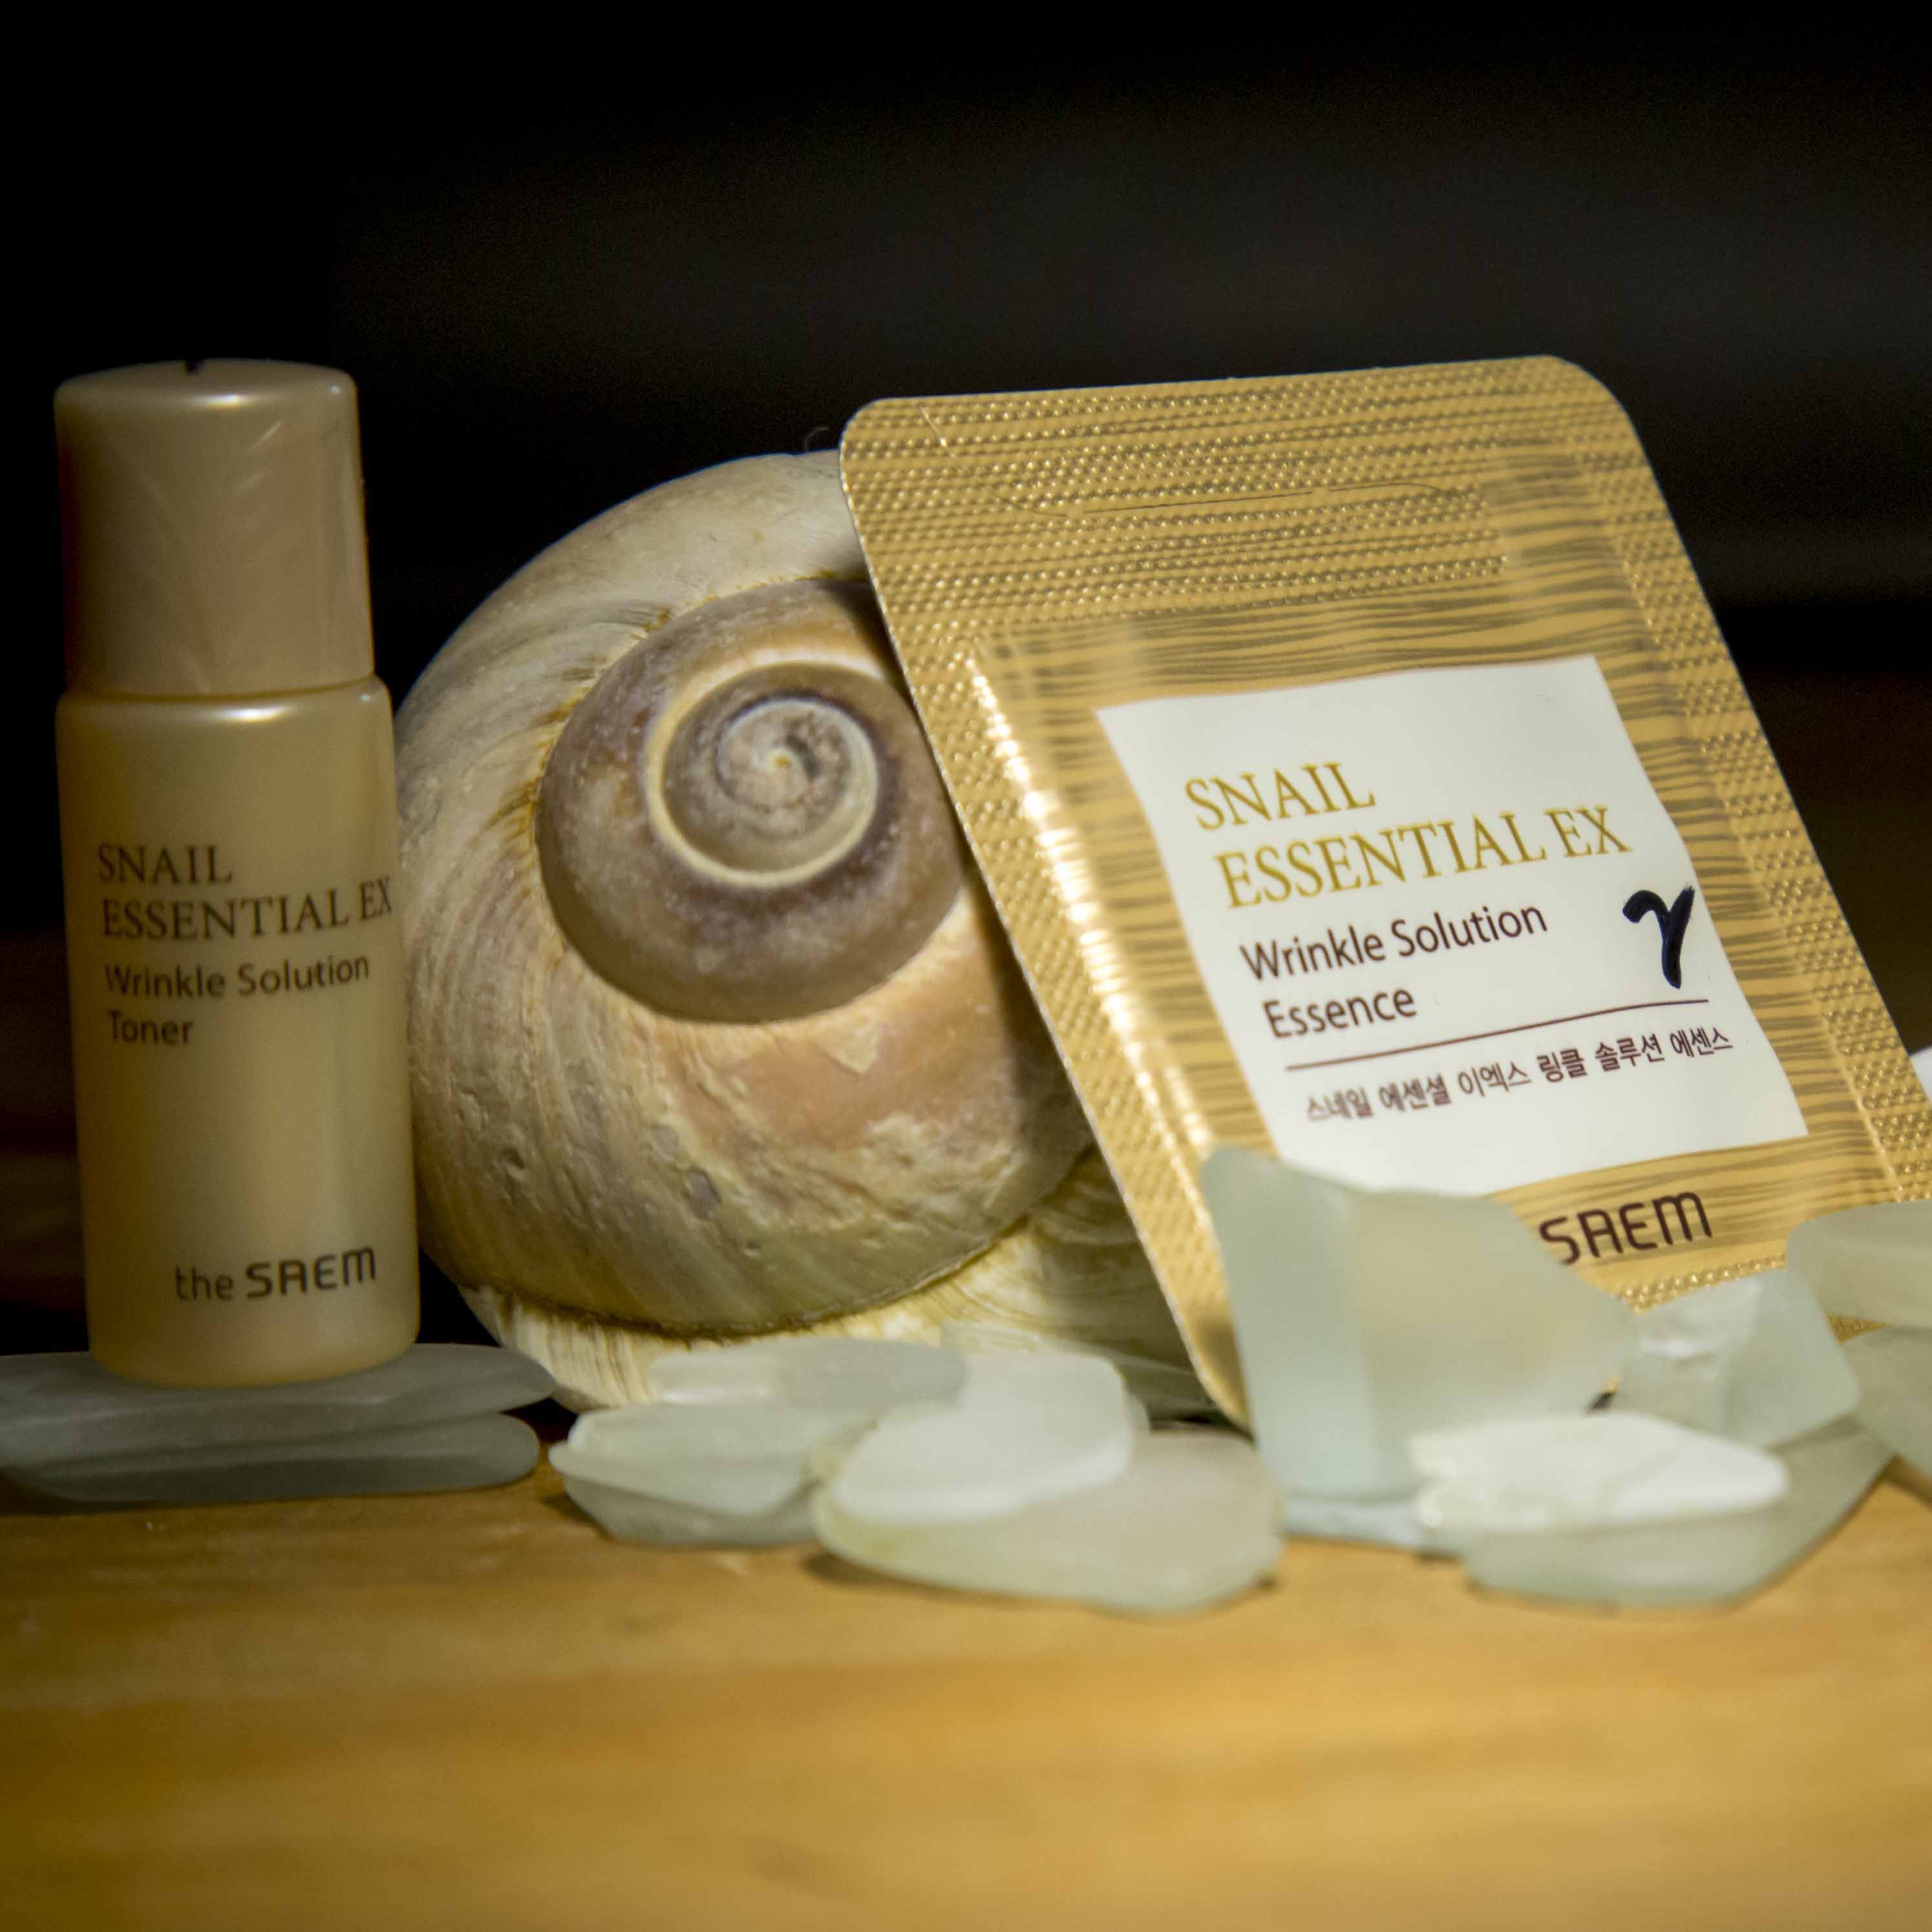 SNAIL
ESSENTIAL EX
Wrinkle Solution
Toner
the SAEM
SNAIL
ESSENTIAL EX
Wrinkle Solution
Essence
γ
스네일 에센셜 이엑스 링클 솔루션 에센스
SAEM